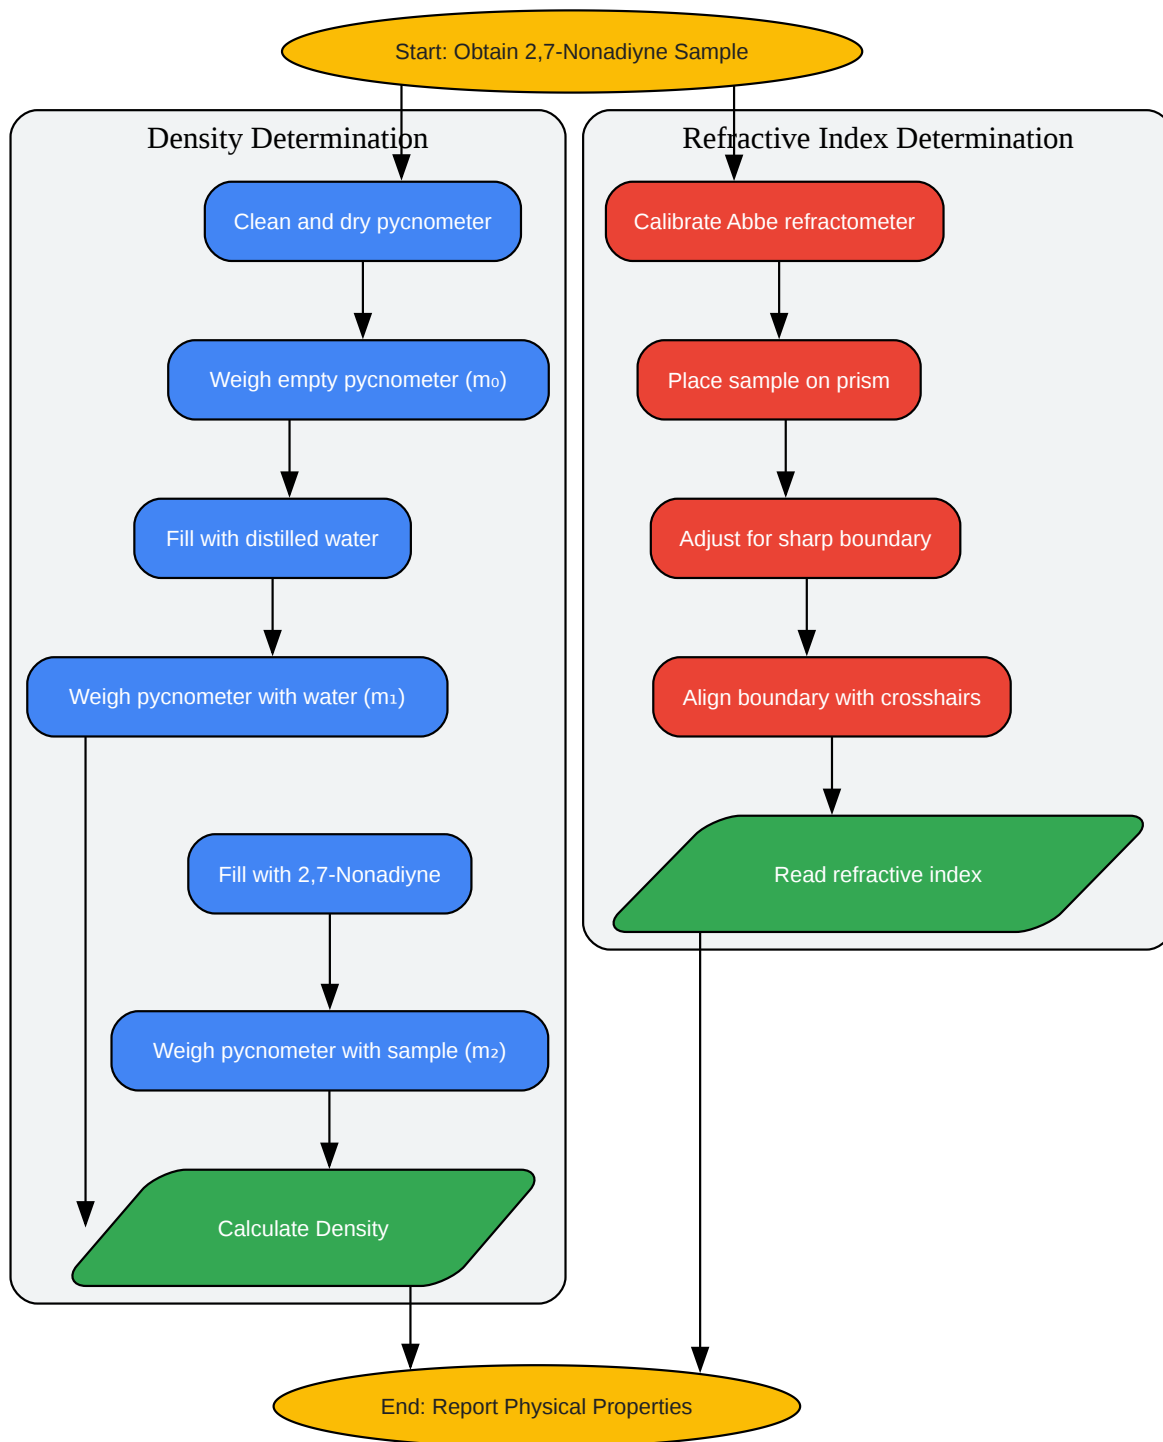 Start: Obtain 2,7-Nonadiyne Sample
Density Determination
Clean and dry pycnometer
Weigh empty pycnometer (m₀)
Fill with distilled water
Weigh pycnometer with water (m₁)
Fill with 2,7-Nonadiyne
Weigh pycnometer with sample (m₂)
Calculate Density
Refractive Index Determination
Calibrate Abbe refractometer
Place sample on prism
Adjust for sharp boundary
Align boundary with crosshairs
Read refractive index
End: Report Physical Properties